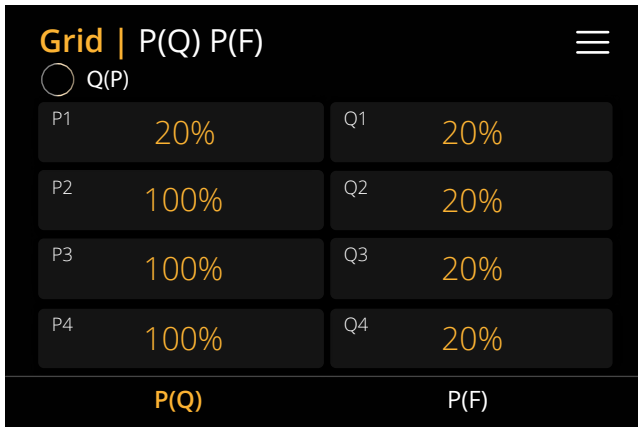 Grid | P(Q) P(F)
Q(P)
P1 20% Q1 20%
P2 100% Q2 20%
P3 100% Q3 20%
P4 100% Q4 20%
P(Q) P(F)